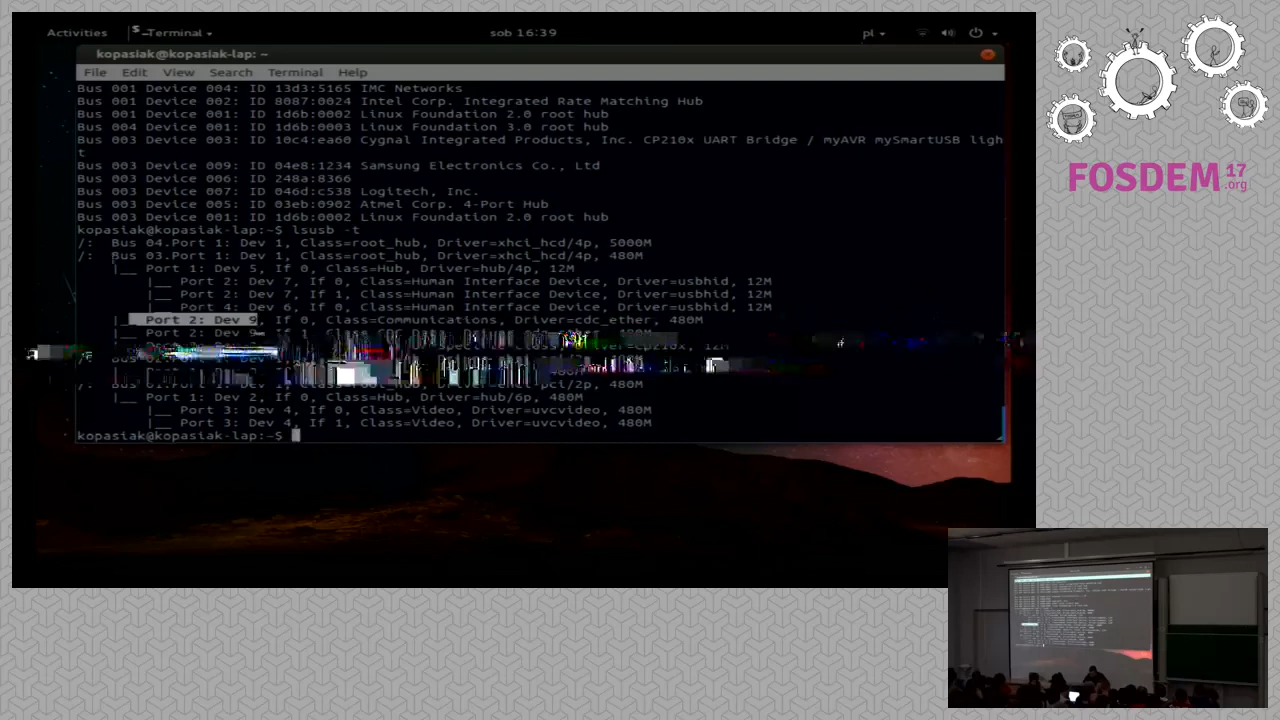 Activities
Terminal
sob 16:39
pl
kopasiak@kopasiak-lap: ~
File Edit View Search Terminal Help
Bus 001 Device 004: ID 13d3:5165 IMC Networks
Bus 001 Device 002: ID 8087:0024 Intel Corp. Integrated Rate Matching Hub
Bus 001 Device 001: ID 1d6b:0002 Linux Foundation 2.0 root hub
Bus 004 Device 001: ID 1d6b:0003 Linux Foundation 3.0 root hub
Bus 003 Device 003: ID 10c4:ea60 Cygnal Integrated Products, Inc. CP210x UART Bridge / myAVR mySmartUSB ligh
t
Bus 003 Device 009: ID 04e8:1234 Samsung Electronics Co., Ltd
Bus 003 Device 006: ID 248a:8366
Bus 003 Device 007: ID 046d:c538 Logitech, Inc.
Bus 003 Device 005: ID 03eb:0902 Atmel Corp. 4-Port Hub
Bus 003 Device 001: ID 1d6b:0002 Linux Foundation 2.0 root hub
kopasiak@kopasiak-lap:~$ lsusb -t
/: Bus 04.Port 1: Dev 1, Class=root_hub, Driver=xhci_hcd/4p, 5000M
/: Bus 03.Port 1: Dev 1, Class=root_hub, Driver=xhci_hcd/4p, 480M
|__ Port 1: Dev 5, If 0, Class=Hub, Driver=hub/4p, 12M
|__ Port 2: Dev 7, If 0, Class=Human Interface Device, Driver=usbhid, 12M
|__ Port 2: Dev 7, If 1, Class=Human Interface Device, Driver=usbhid, 12M
|__ Port 4: Dev 6, If 0, Class=Human Interface Device, Driver=usbhid, 12M
|__ Port 2: Dev 9, If 0, Class=Communications, Driver=cdc_ether, 480M
Port 2: Dev 9
|__ Port 1: Dev 2, If 0, Class=Hub, Driver=hub/6p, 480M
|__ Port 3: Dev 4, If 0, Class=Video, Driver=uvcvideo, 480M
|__ Port 3: Dev 4, If 1, Class=Video, Driver=uvcvideo, 480M
kopasiak@kopasiak-lap:~$
FOSDEM 17
.org